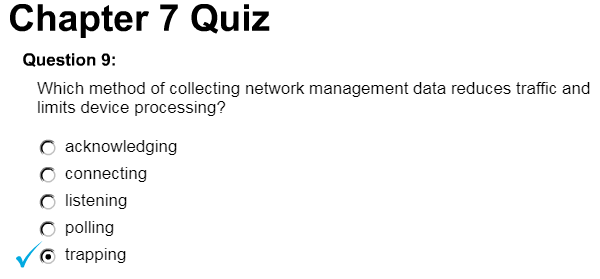 Chapter 7 Quiz
Question 9:
Which method of collecting network management data reduces traffic and
limits device processing?
acknowledging
connecting
listening
polling
trapping